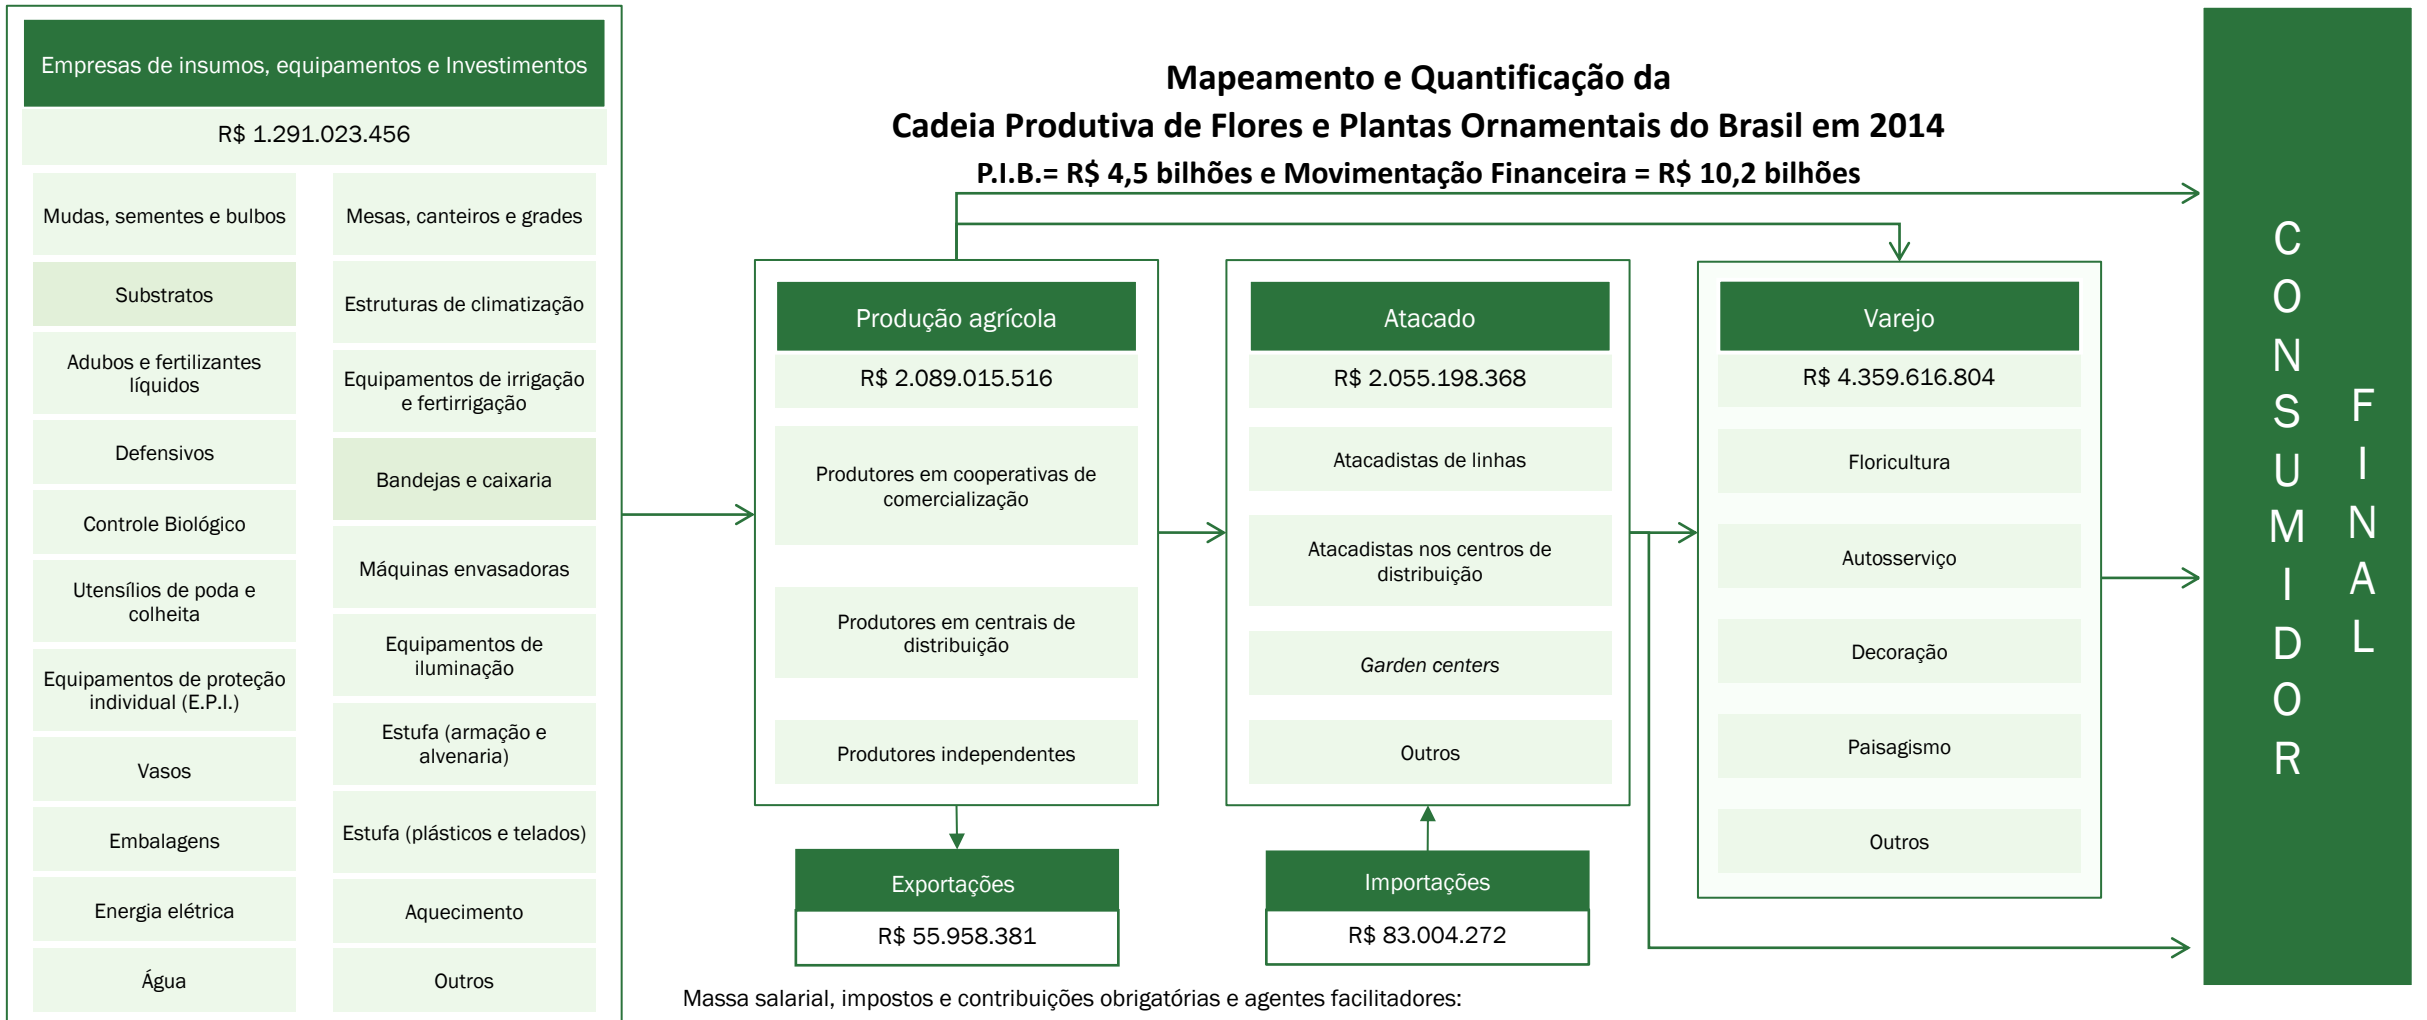 Empresas de insumos, equipamentos e Investimentos
R$ 1.291.023.456
Mudas, sementes e bulbos
Substratos
Adubos e fertilizantes
líquidos
Defensivos
Controle Biológico
Utensílios de poda e
colheita
Equipamentos de proteção
individual (E.P.I.)
Vasos
Embalagens
Energia elétrica
Água
Mesas, canteiros e grades
Estruturas de climatização
Equipamentos de irrigação
e fertirrigação
Bandejas e caixaria
Máquinas envasadoras
Equipamentos de
iluminação
Estufa (armação e
alvenaria)
Estufa (plásticos e telados)
Aquecimento
Outros
Mapeamento e Quantificação da
Cadeia Produtiva de Flores e Plantas Ornamentais do Brasil em 2014
P.I.B.= R$ 4,5 bilhões e Movimentação Financeira = R$ 10,2 bilhões
Produção agrícola
R$ 2.089.015.516
Produtores em cooperativas de
comercialização
Produtores em centrais de
distribuição
Produtores independentes
Exportações
R$ 55.958.381
Atacado
R$ 2.055.198.368
Atacadistas de linhas
Atacadistas nos centros de
distribuição
Garden centers
Outros
Importações
R$ 83.004.272
Varejo
R$ 4.359.616.804
Floricultura
Autosserviço
Decoração
Paisagismo
Outros
CONSUMIDOR
FINAL
Massa salarial, impostos e contribuições obrigatórias e agentes facilitadores: